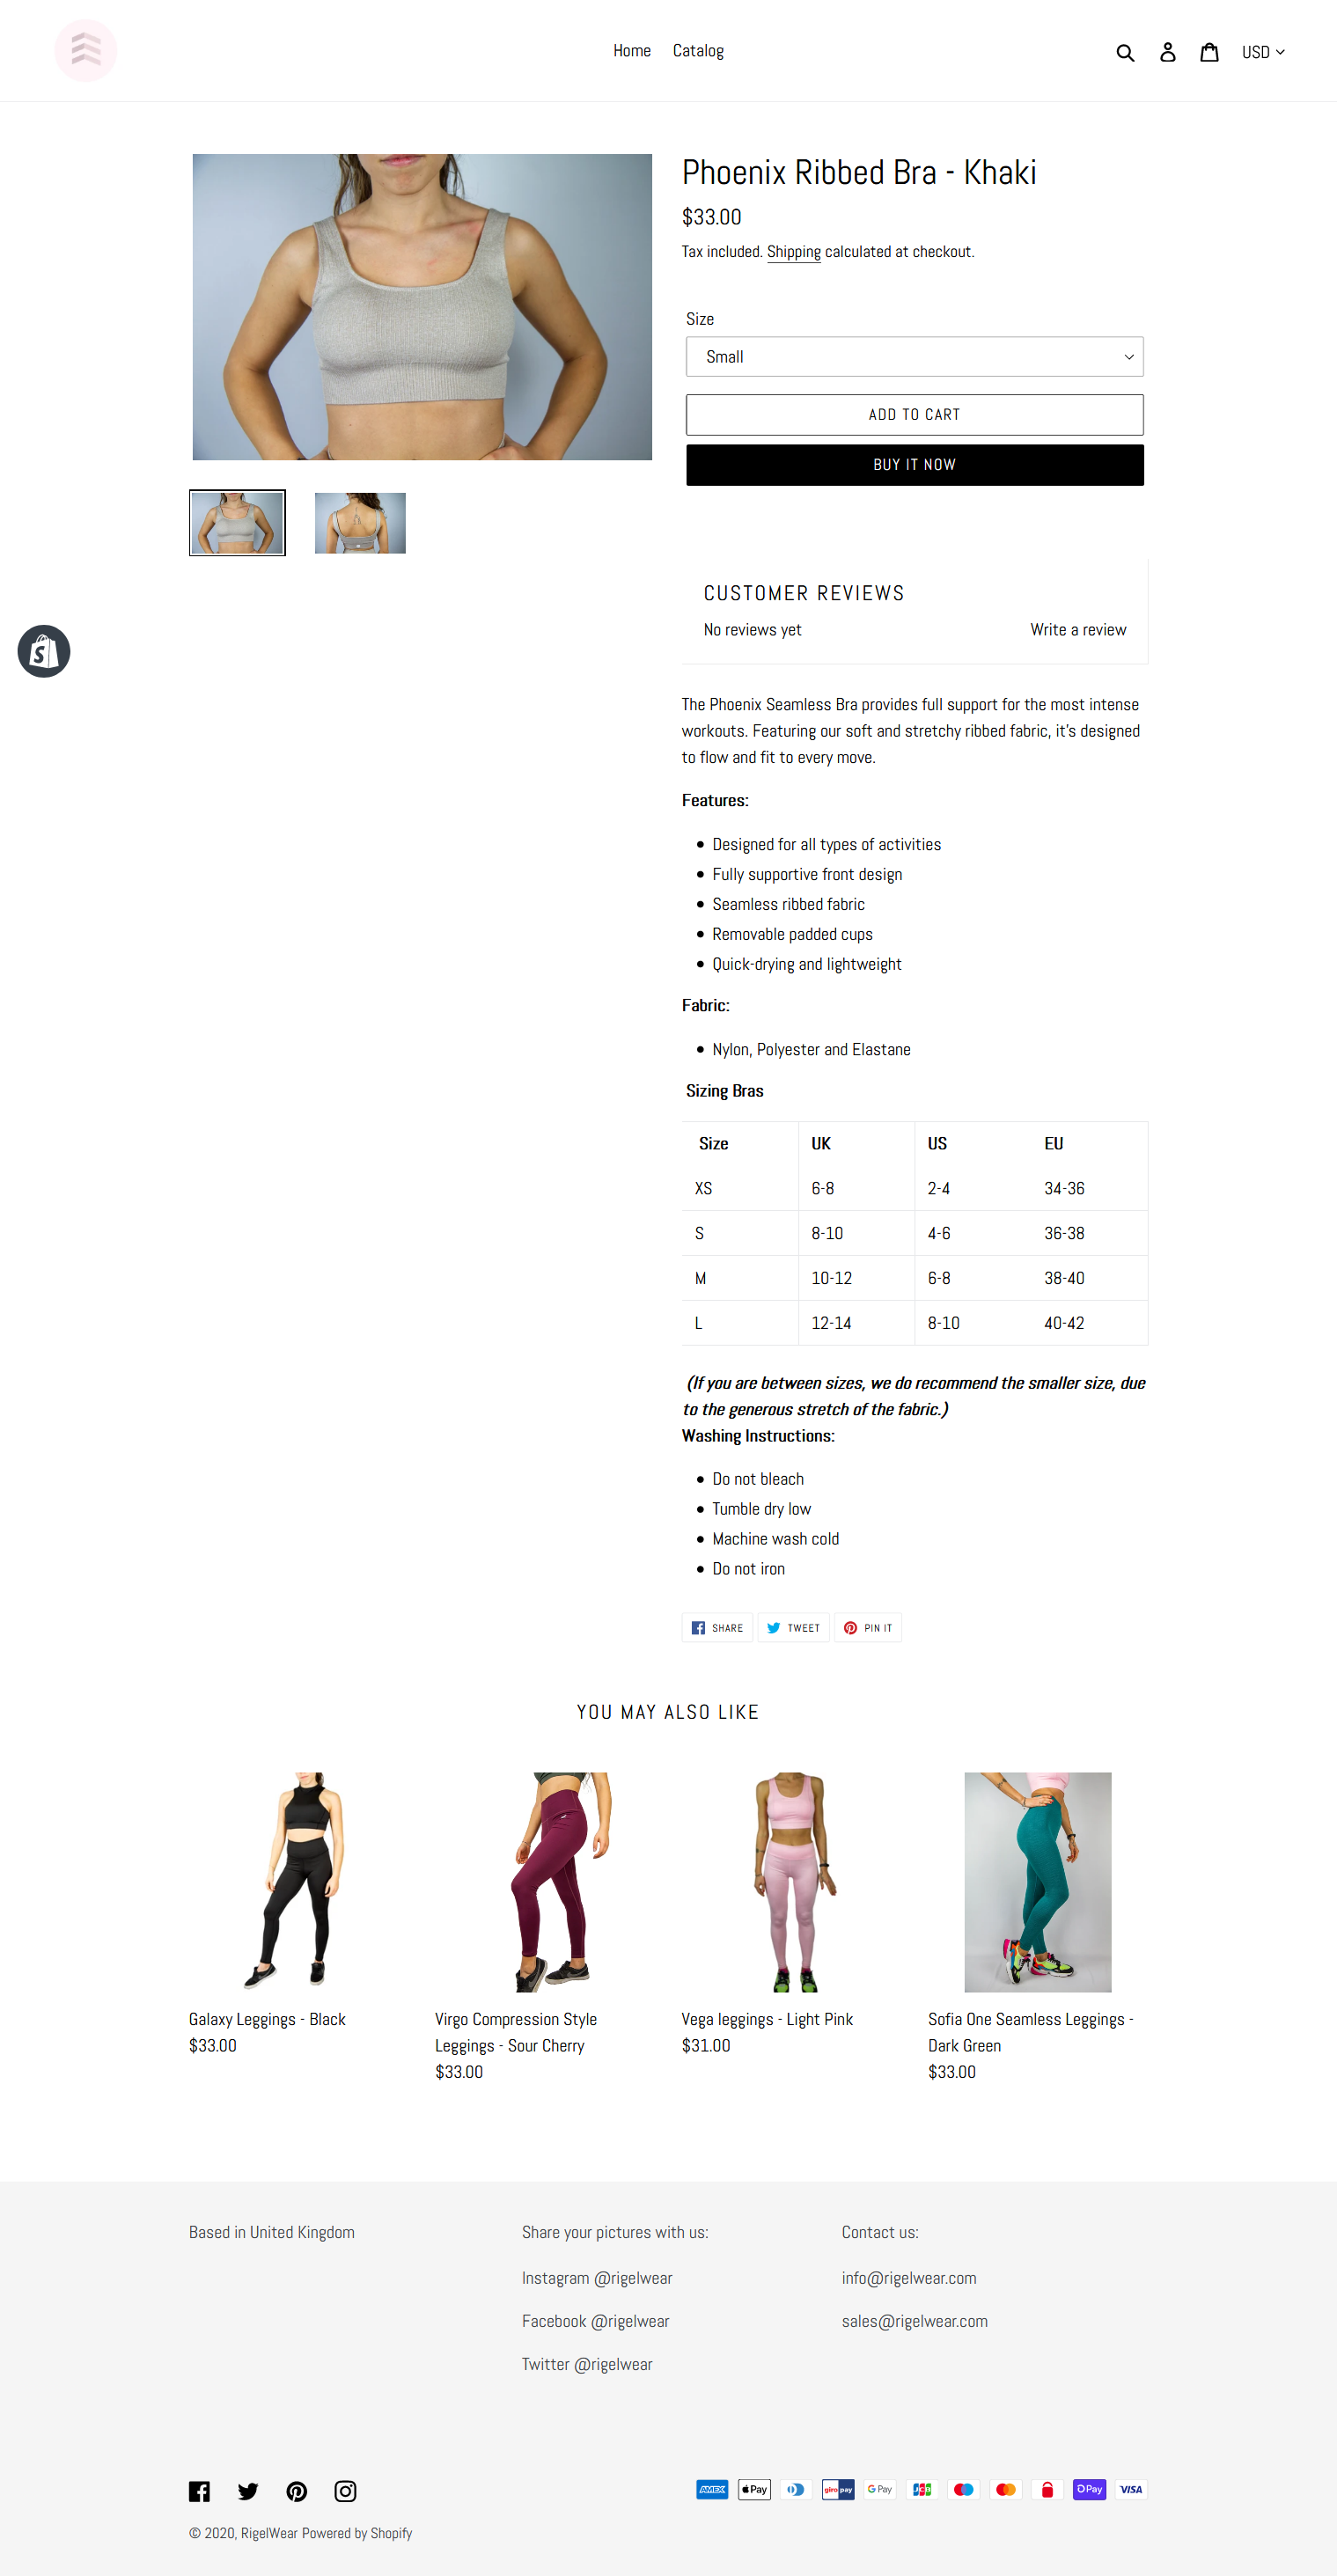 Home Catalog
USD
Phoenix Ribbed Bra - Khaki
$33.00
Tax included. Shipping calculated at checkout.
Size
Small
ADD TO CART
BUY IT NOW
CUSTOMER REVIEWS
No reviews yet Write a review
The Phoenix Seamless Bra provides full support for the most intense
workouts. Featuring our soft and stretchy ribbed fabric, it's designed
to flow and fit to every move.
Features:
Designed for all types of activities
Fully supportive front design
Seamless ribbed fabric
Removable padded cups
Quick-drying and lightweight
Fabric:
Nylon, Polyester and Elastane
Sizing Bras
Size UK US EU
XS 6-8 2-4 34-36
S 8-10 4-6 36-38
M 10-12 6-8 38-40
L 12-14 8-10 40-42
(If you are between sizes, we do recommend the smaller size, due
to the generous stretch of the fabric.)
Washing Instructions:
Do not bleach
Tumble dry low
Machine wash cold
Do not iron
SHARE TWEET PIN IT
YOU MAY ALSO LIKE
Galaxy Leggings - Black
$33.00
Virgo Compression Style
Leggings - Sour Cherry
$33.00
Vega leggings - Light Pink
$31.00
Sofia One Seamless Leggings -
Dark Green
$33.00
Based in United Kingdom
Share your pictures with us:
Instagram @rigelwear
Facebook @rigelwear
Twitter @rigelwear
Contact us:
info@rigelwear.com
sales@rigelwear.com
AMEX Pay giro pay G Pay JCB Pay VISA
© 2020, RigelWear Powered by Shopify